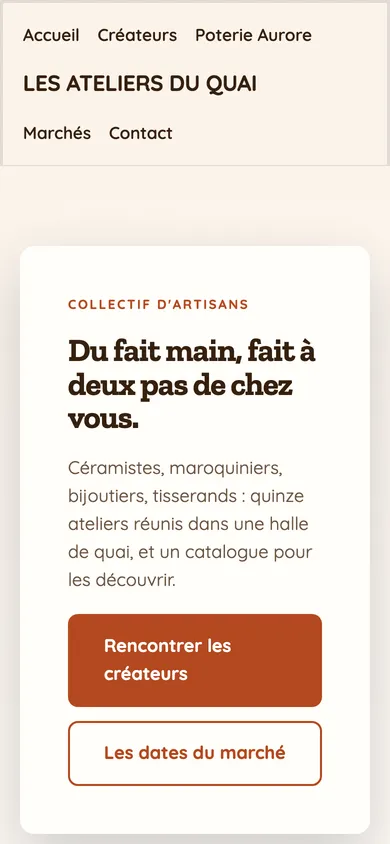 Accueil Créateurs Poterie Aurore
LES ATELIERS DU QUAI
Marchés Contact
COLLECTIF D'ARTISANS
Du fait main, fait à
deux pas de chez
vous.
Céramistes, maroquiniers,
bijoutiers, tisserands : quinze
ateliers réunis dans une halle
de quai, et un catalogue pour
les découvrir.
Rencontrer les
créateurs
Les dates du marché